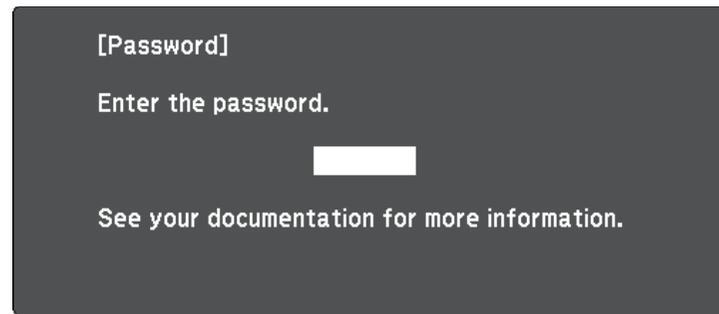 [Password]
Enter the password.
See your documentation for more information.